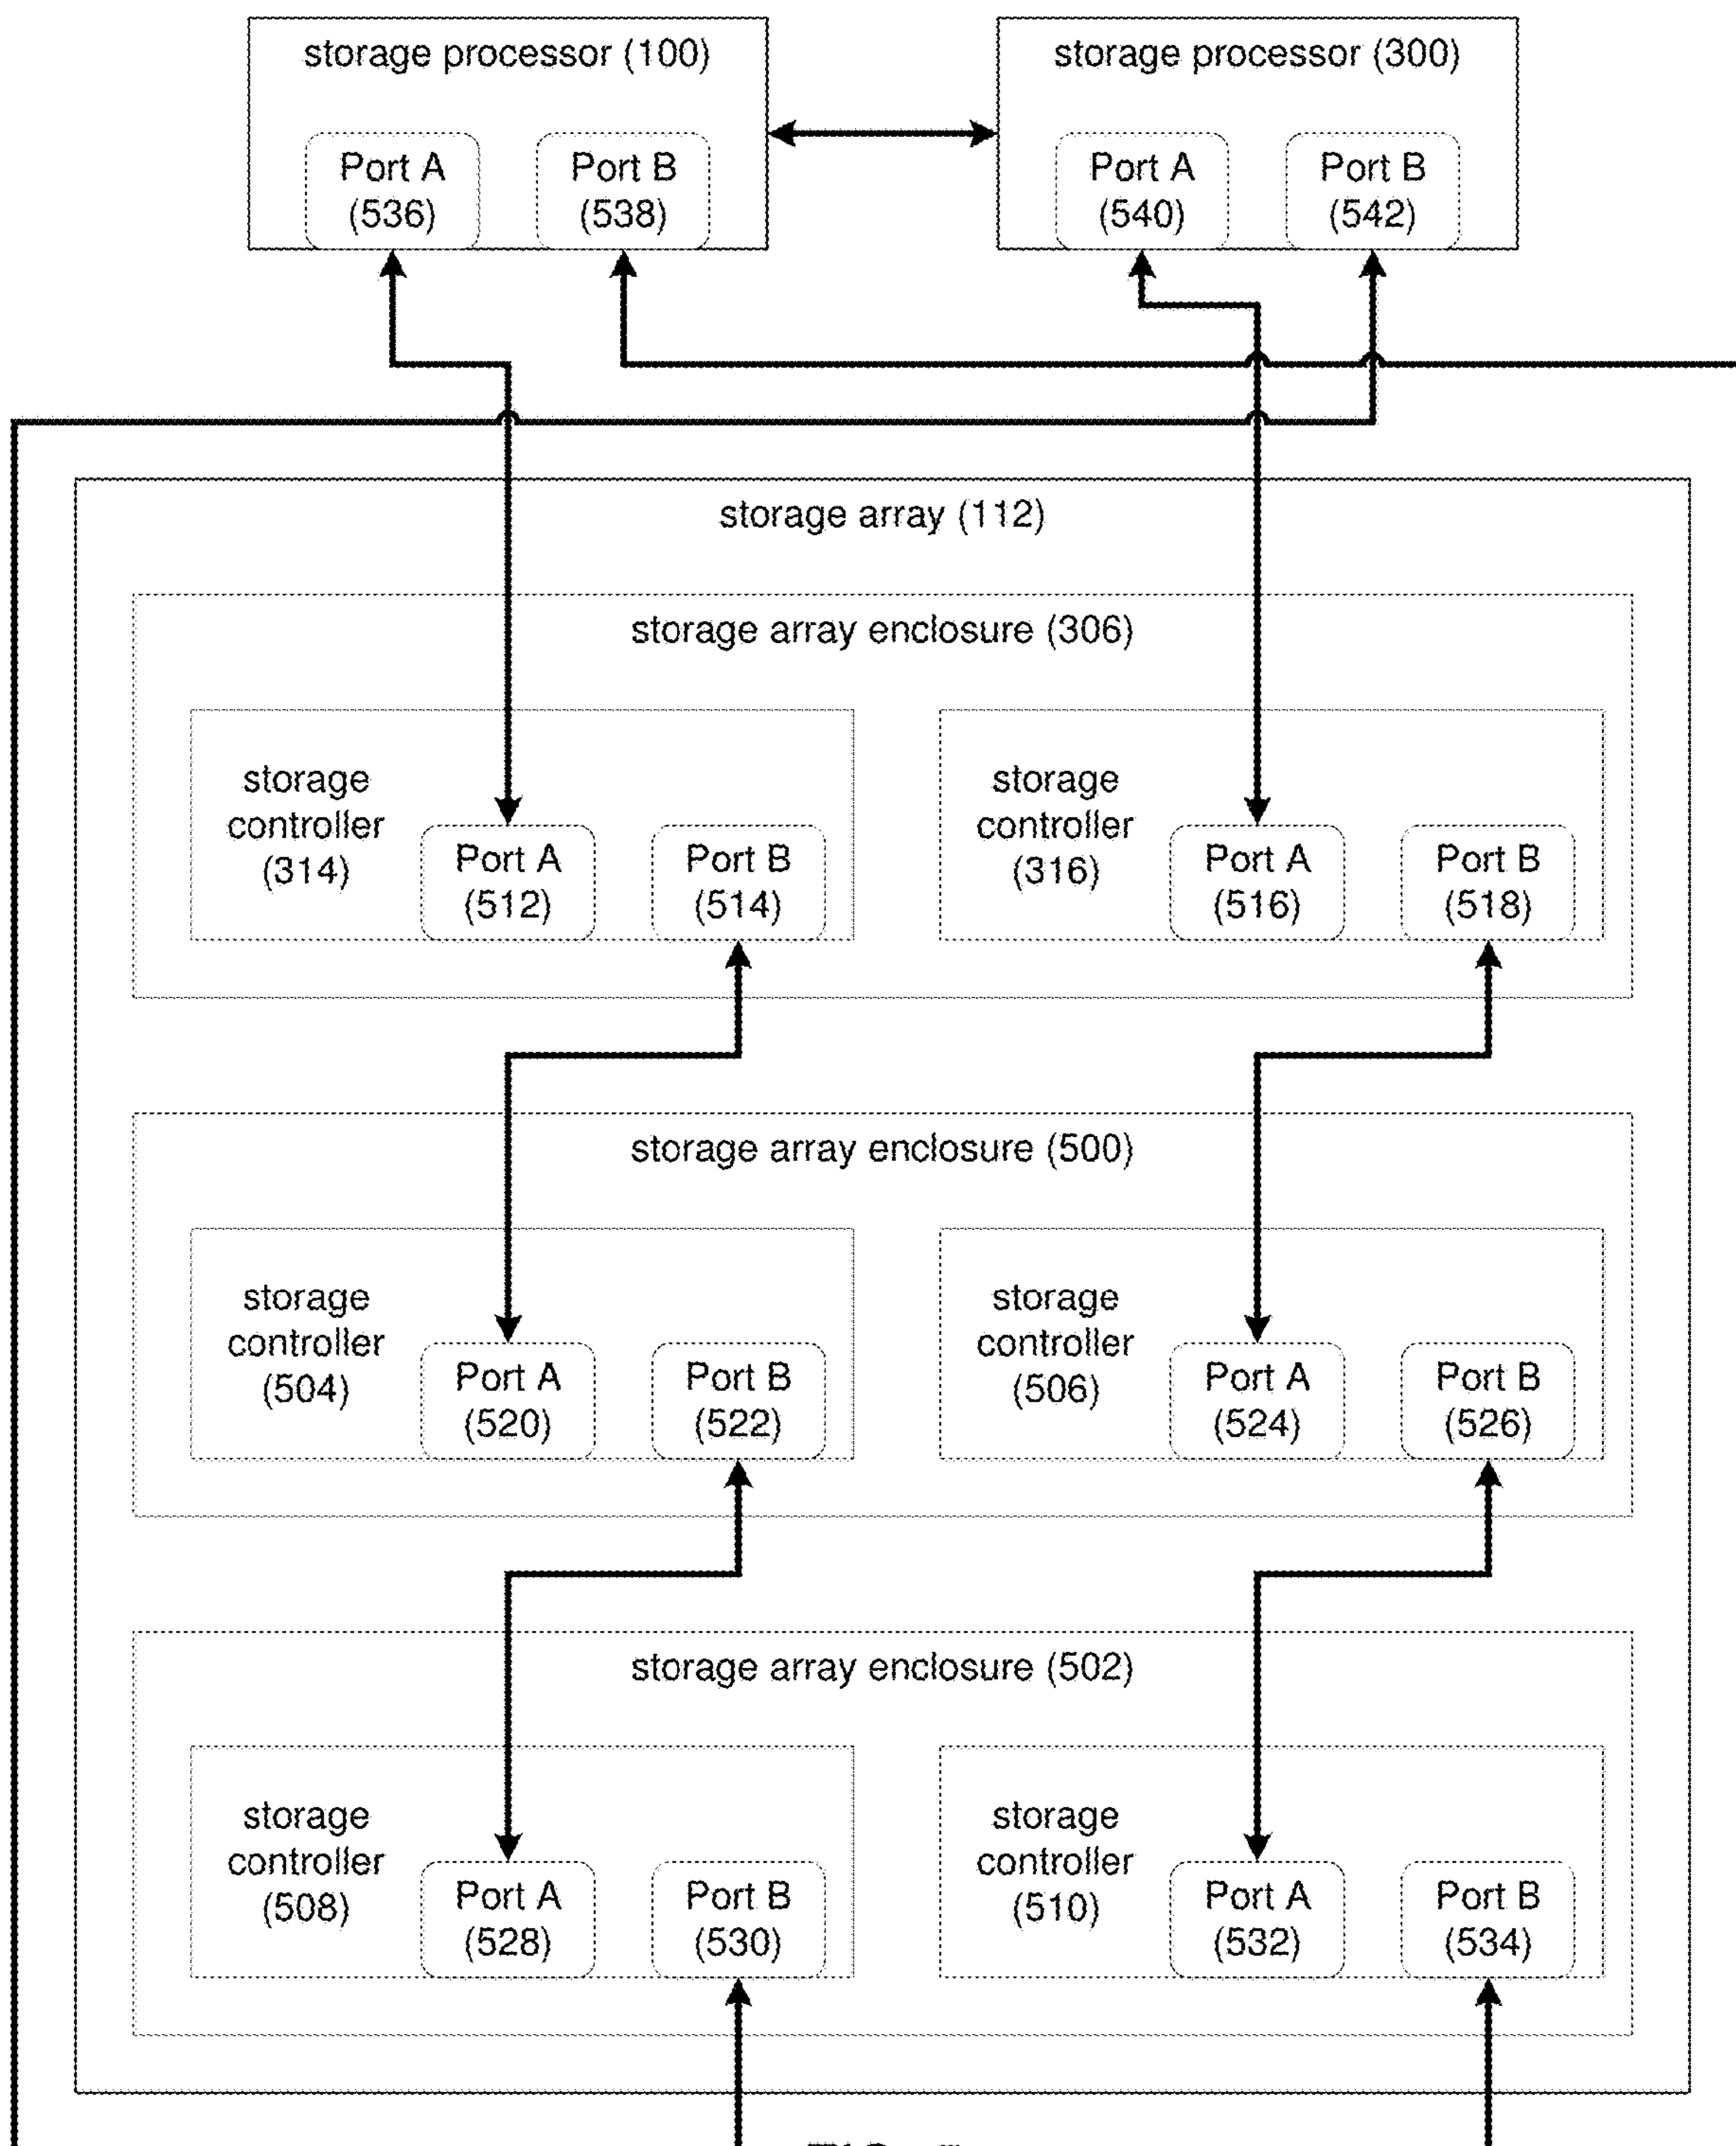 storage processor (100)
Port A
(536)
Port B
(538)
storage processor (300)
Port A
(540)
Port B
(542)
storage array (112)
storage array enclosure (306)
storage
controller
(314)
Port A
(512)
Port B
(514)
storage
controller
(316)
Port A
(516)
Port B
(518)
storage array enclosure (500)
storage
controller
(504)
Port A
(520)
Port B
(522)
storage
controller
(506)
Port A
(524)
Port B
(526)
storage array enclosure (502)
storage
controller
(508)
Port A
(528)
Port B
(530)
storage
controller
(510)
Port A
(532)
Port B
(534)